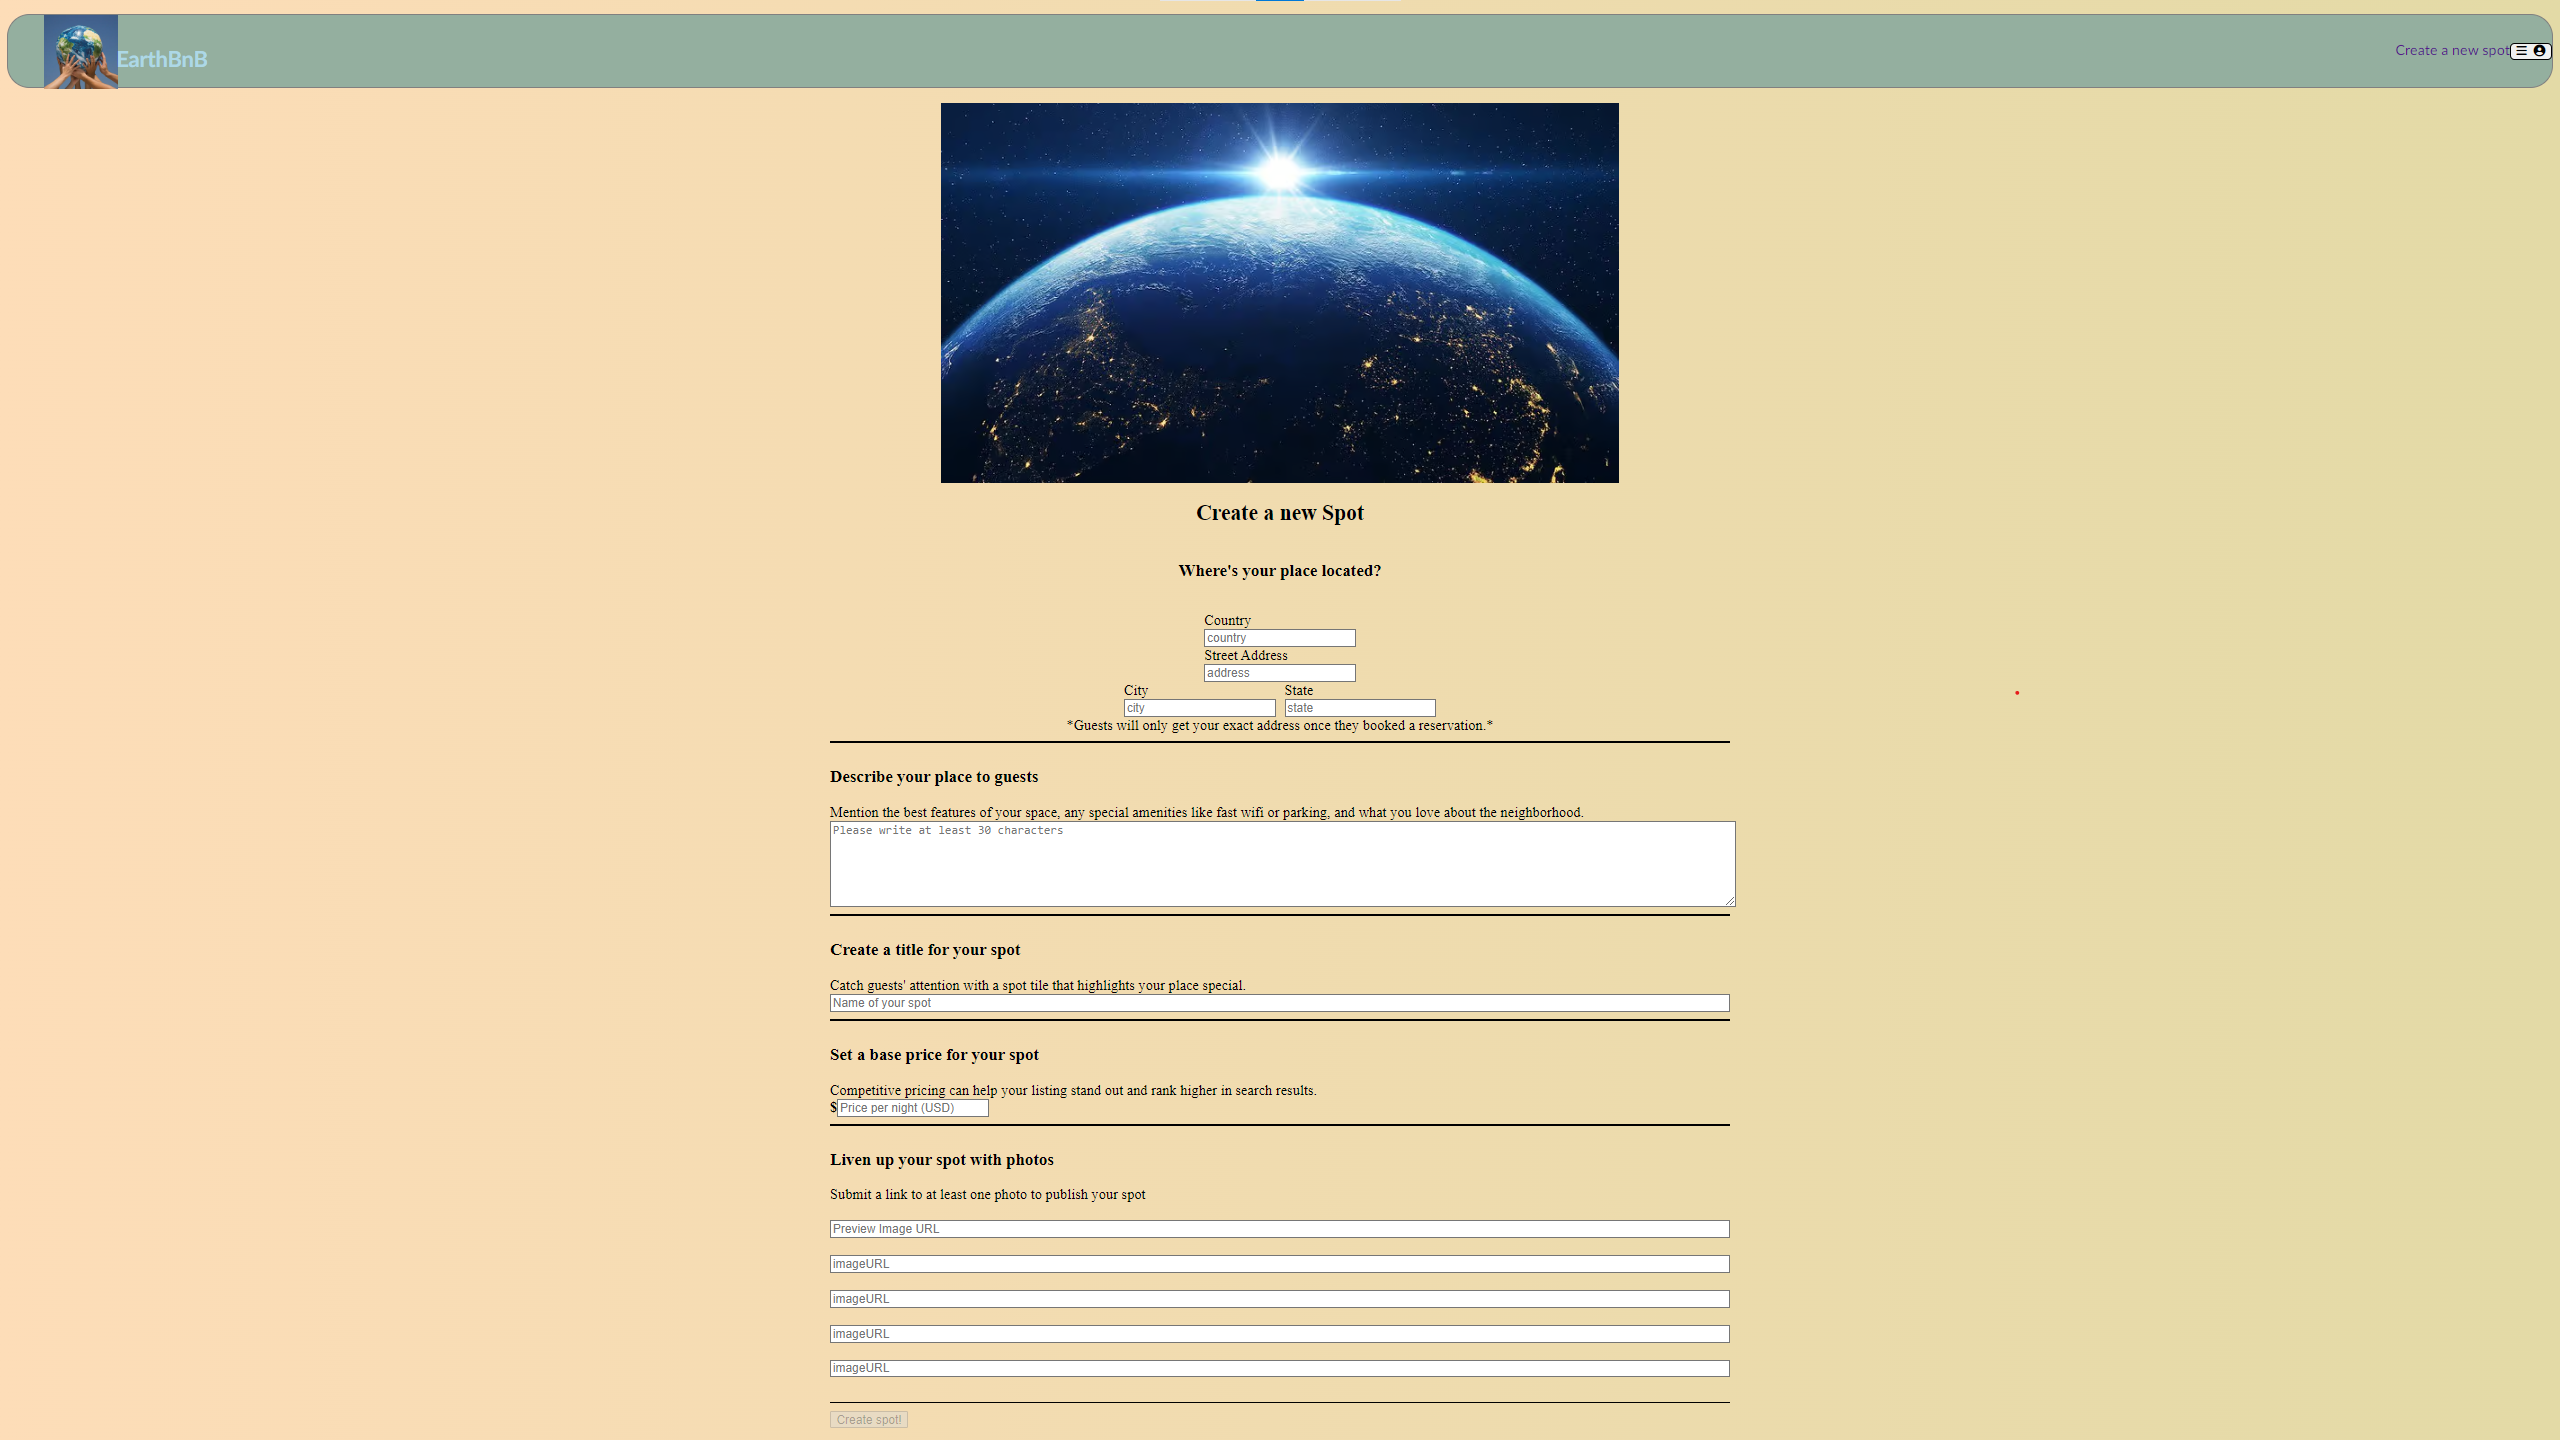 EarthBnB
Create a new spot
Create a new Spot
Where's your place located?
Country
country
Street Address
address
City State
city state
*Guests will only get your exact address once they booked a reservation.*
Describe your place to guests
Mention the best features of your space, any special amenities like fast wifi or parking, and what you love about the neighborhood.
Please write at least 30 characters
Create a title for your spot
Catch guests' attention with a spot tile that highlights your place special.
Name of your spot
Set a base price for your spot
Competitive pricing can help your listing stand out and rank higher in search results.
$ Price per night (USD)
Liven up your spot with photos
Submit a link to at least one photo to publish your spot
Preview Image URL
imageURL
imageURL
imageURL
imageURL
Create spot!